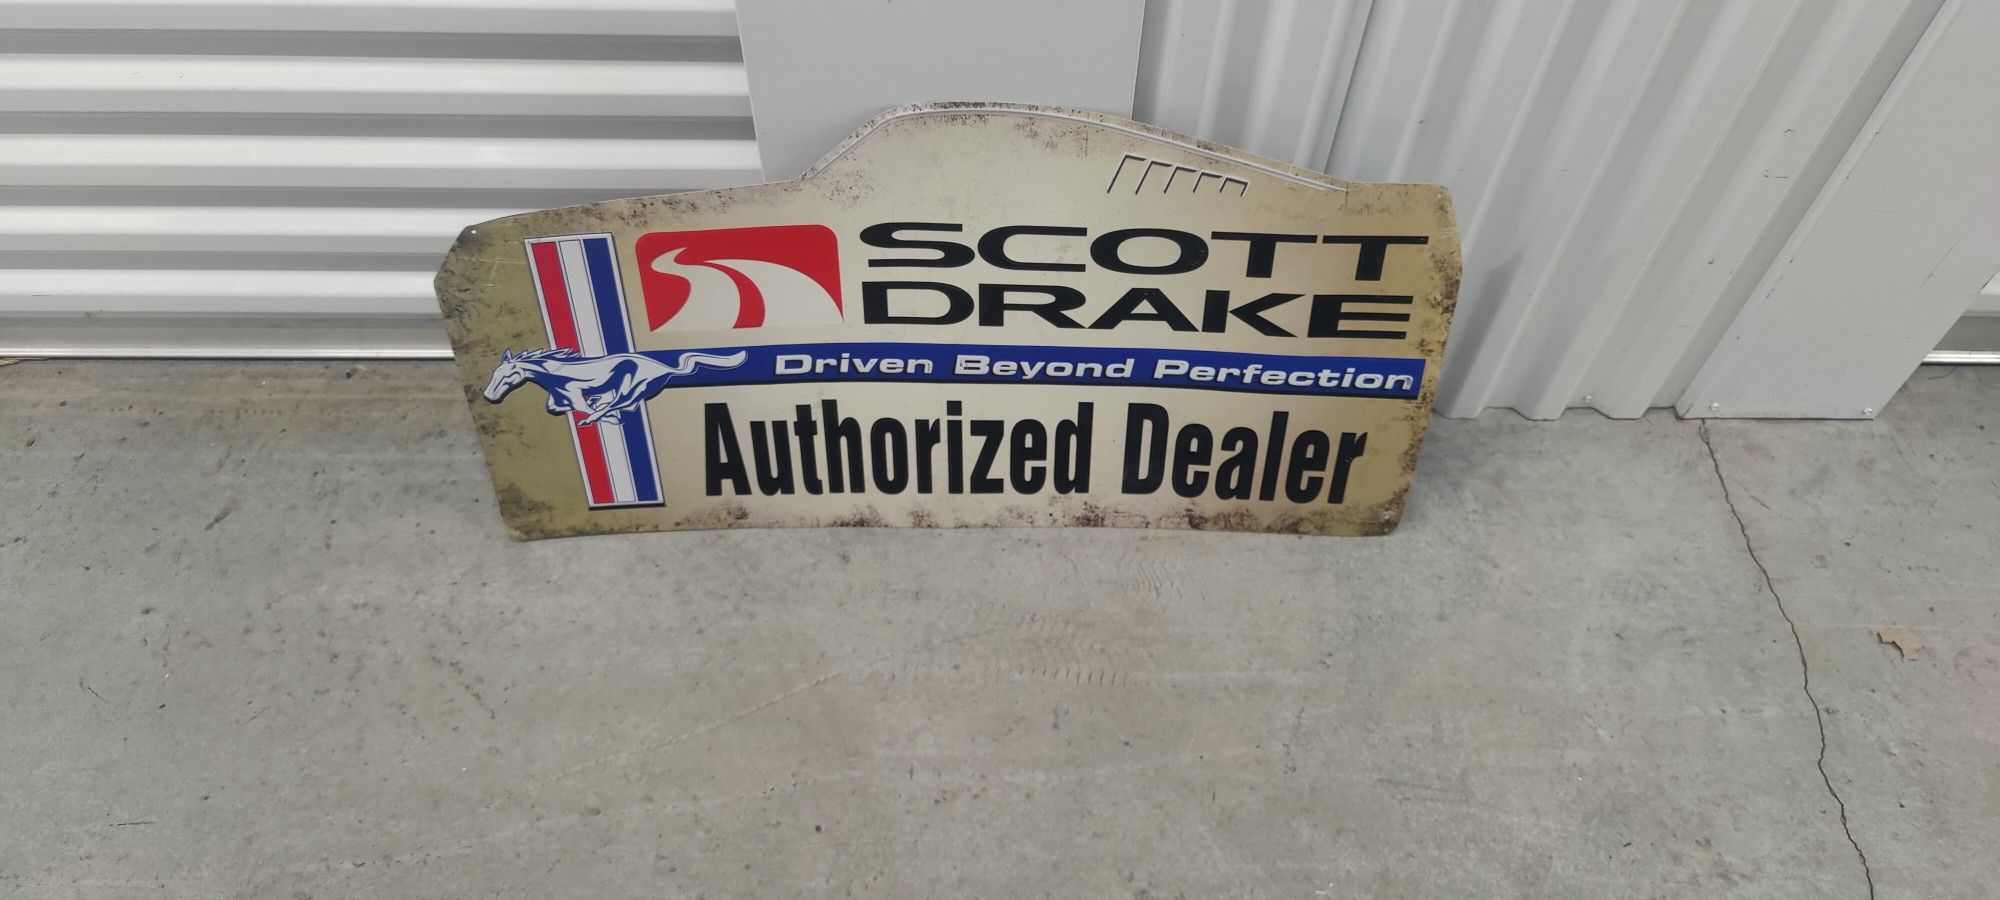 SCOTT
DRAKE
Driven Beyond Perfection
Authorized Dealer